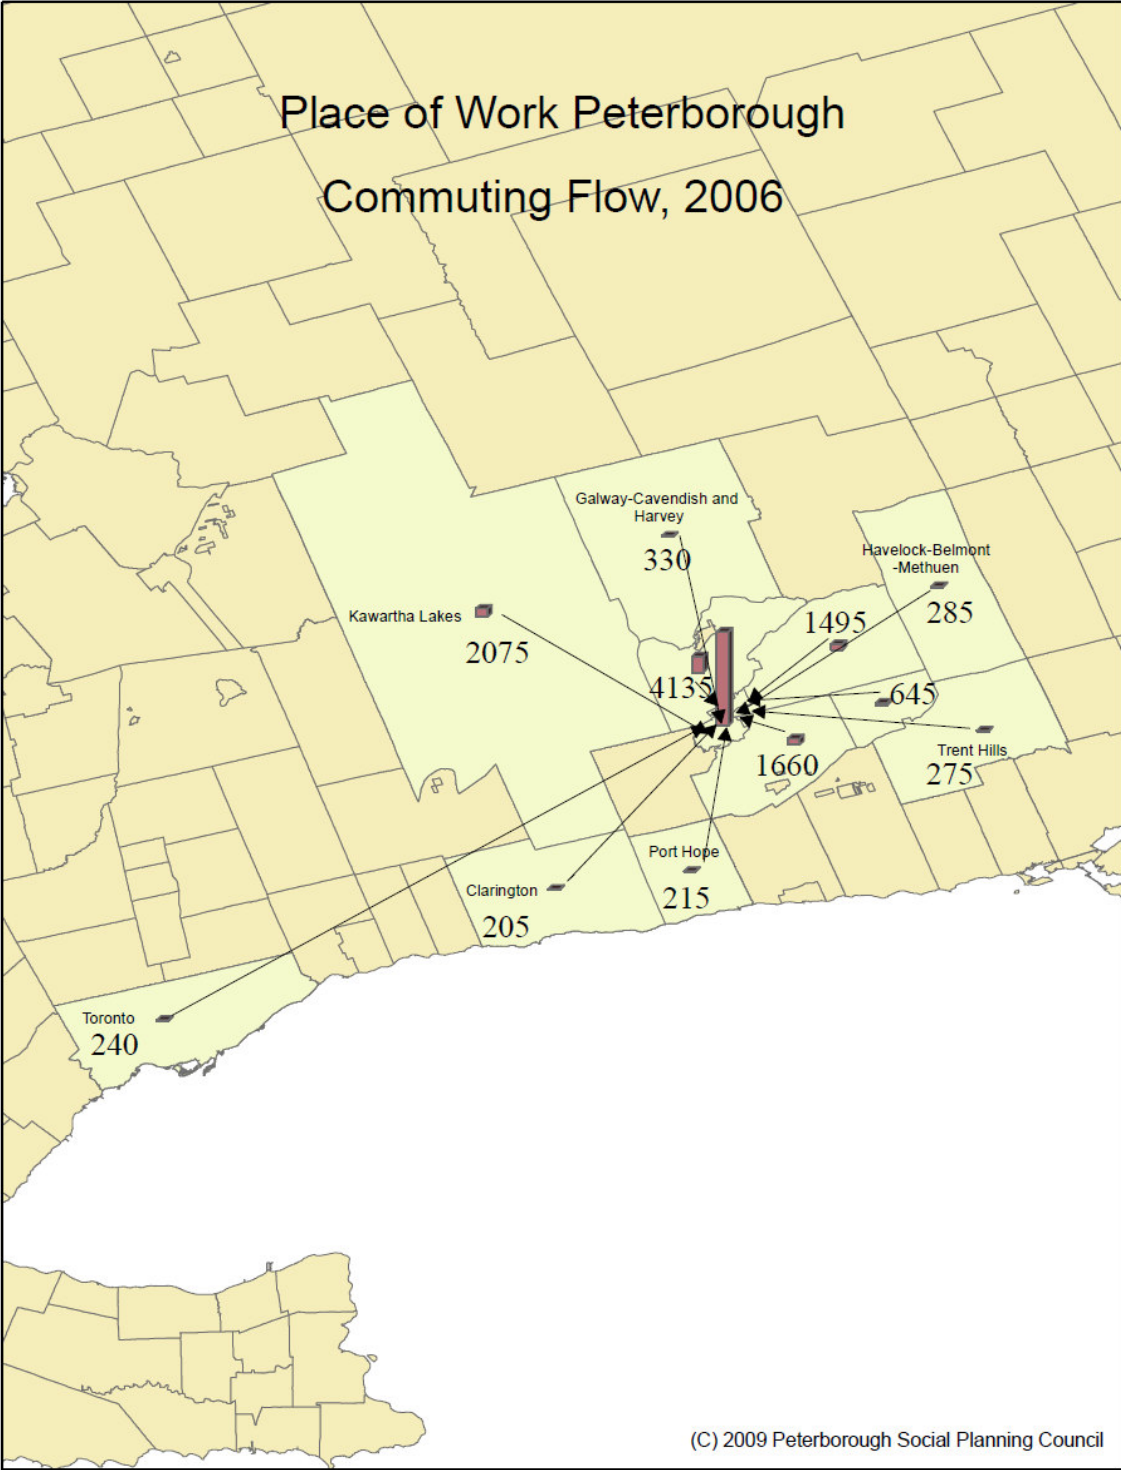 Place of Work Peterborough
Commuting Flow, 2006
Galway-Cavendish and
Harvey
330
Havelock-Belmont
-Methuen
285
Kawartha Lakes
2075
1495
4135
645
Trent Hills
275
1660
Port Hope
215
Clarington
205
Toronto
240
(C) 2009 Peterborough Social Planning Council